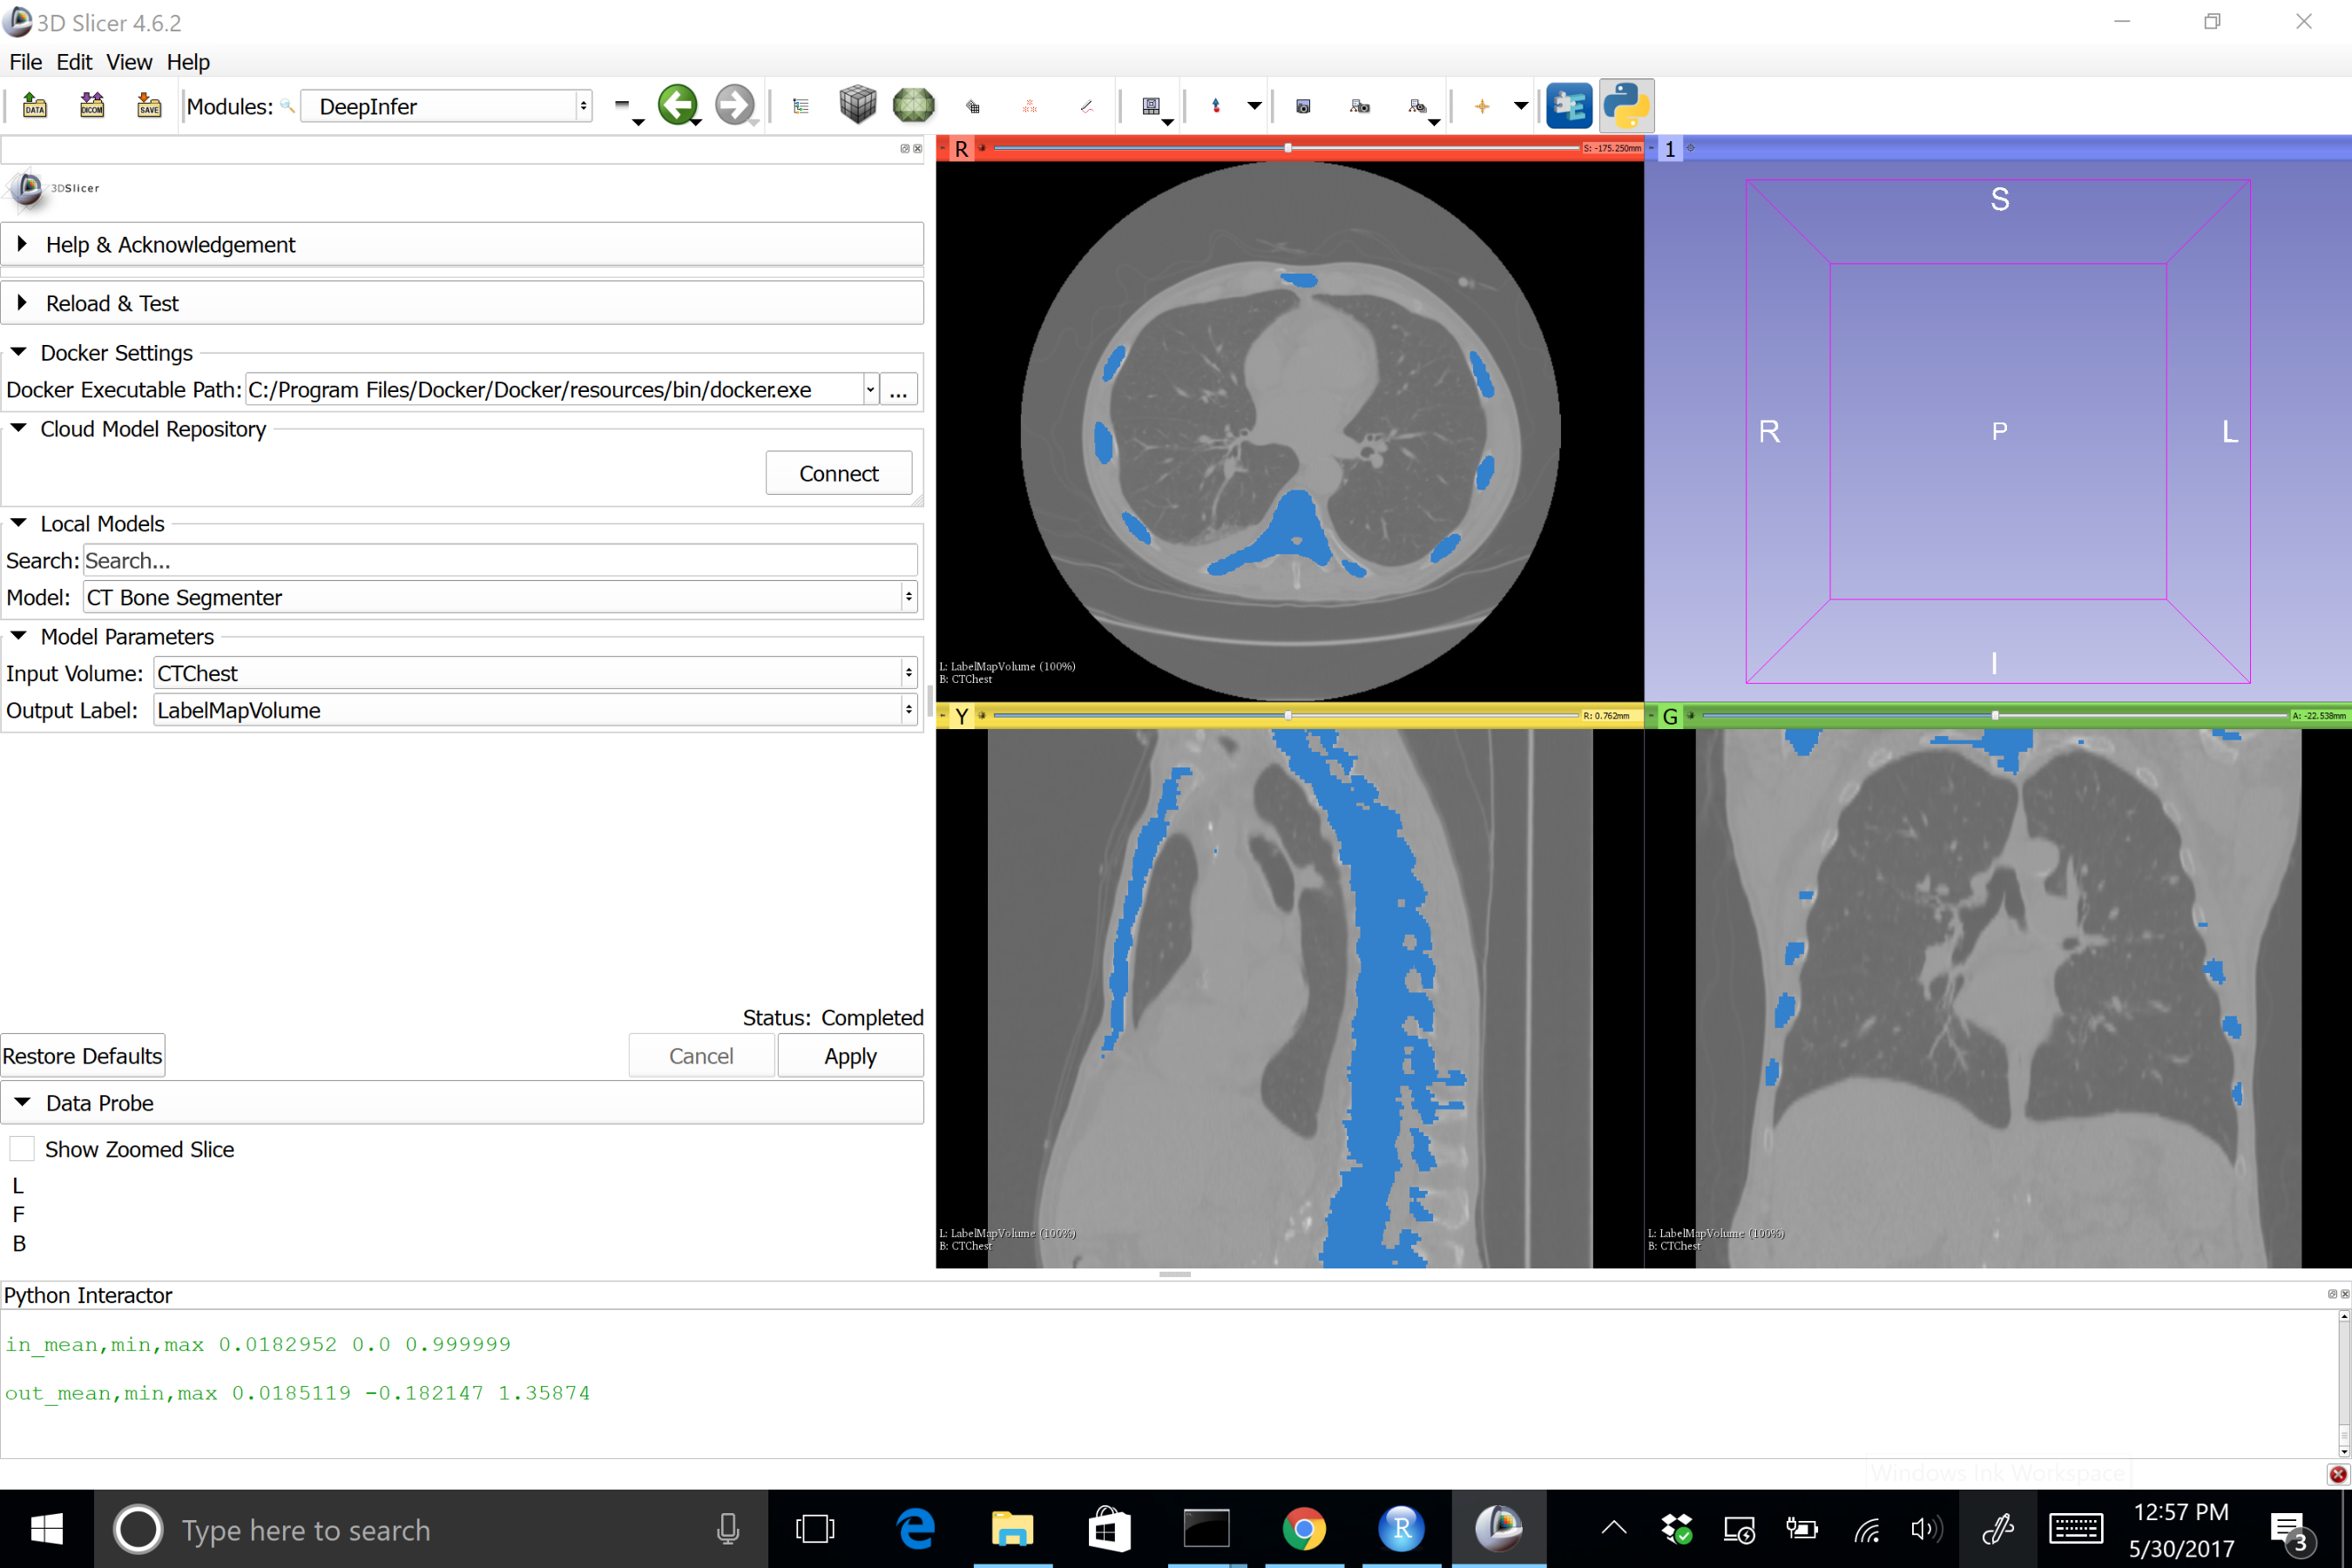 3D Slicer 4.6.2
File Edit View Help
DATA DICOM SAVE Modules: DeepInfer
3DSlicer
Help & Acknowledgement
Reload & Test
Docker Settings
Docker Executable Path: C:/Program Files/Docker/Docker/resources/bin/docker.exe ...
Cloud Model Repository
Connect
Local Models
Search: Search...
Model: CT Bone Segmenter
Model Parameters
Input Volume: CTChest
Output Label: LabelMapVolume
Status: Completed
Restore Defaults Cancel Apply
Data Probe
Show Zoomed Slice
L
F
B
R S: -175.250mm
L: LabelMapVolume (100%)
B: CTChest
1
S
R P L
I
Y R: 0.762mm
L: LabelMapVolume (100%)
B: CTChest
G A: -22.538mm
L: LabelMapVolume (100%)
B: CTChest
Python Interactor
in_mean,min,max 0.0182952 0.0 0.999999
out_mean,min,max 0.0185119 -0.182147 1.35874
Windows Ink Workspace
Type here to search
R
12:57 PM
5/30/2017
3